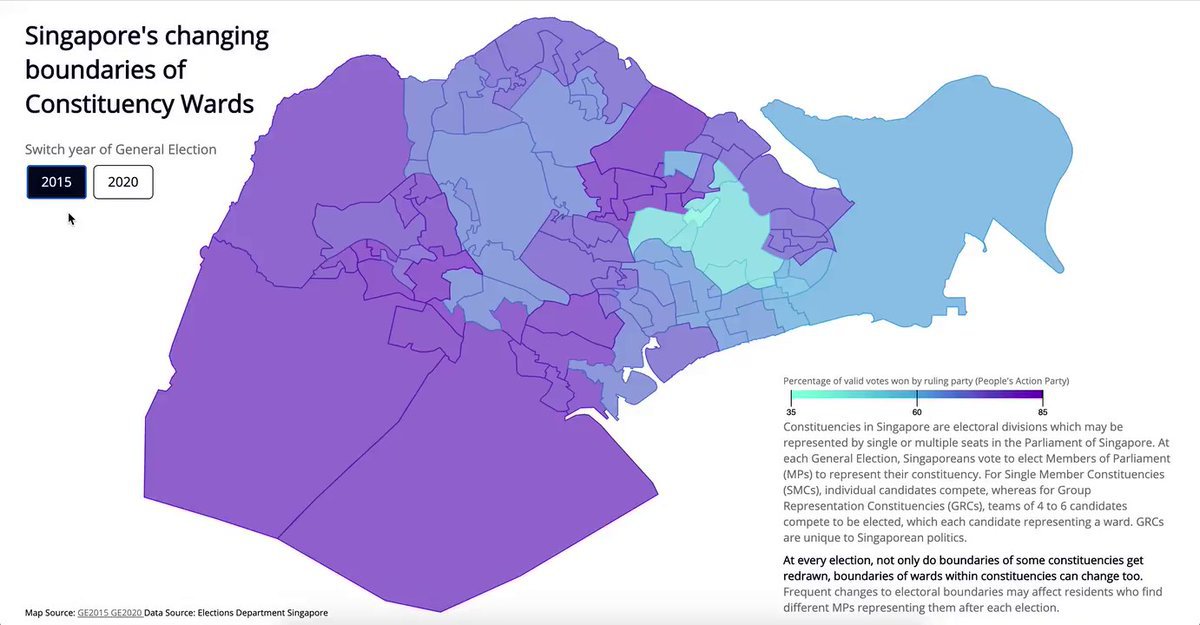 Singapore's changing
boundaries of
Constituency Wards
Switch year of General Election
2015 2020
Percentage of valid votes won by ruling party (People's Action Party)
35 60 85
Constituencies in Singapore are electoral divisions which may be
represented by single or multiple seats in the Parliament of Singapore. At
each General Election, Singaporeans vote to elect Members of Parliament
(MPs) to represent their constituency. For Single Member Constituencies
(SMCs), individual candidates compete, whereas for Group
Representation Constituencies (GRCs), teams of 4 to 6 candidates
compete to be elected, which each candidate representing a ward. GRCs
are unique to Singaporean politics.
At every election, not only do boundaries of some constituencies get
redrawn, boundaries of wards within constituencies can change too.
Frequent changes to electoral boundaries may affect residents who find
different MPs representing them after each election.
Map Source: GE2015 GE2020 Data Source: Elections Department Singapore